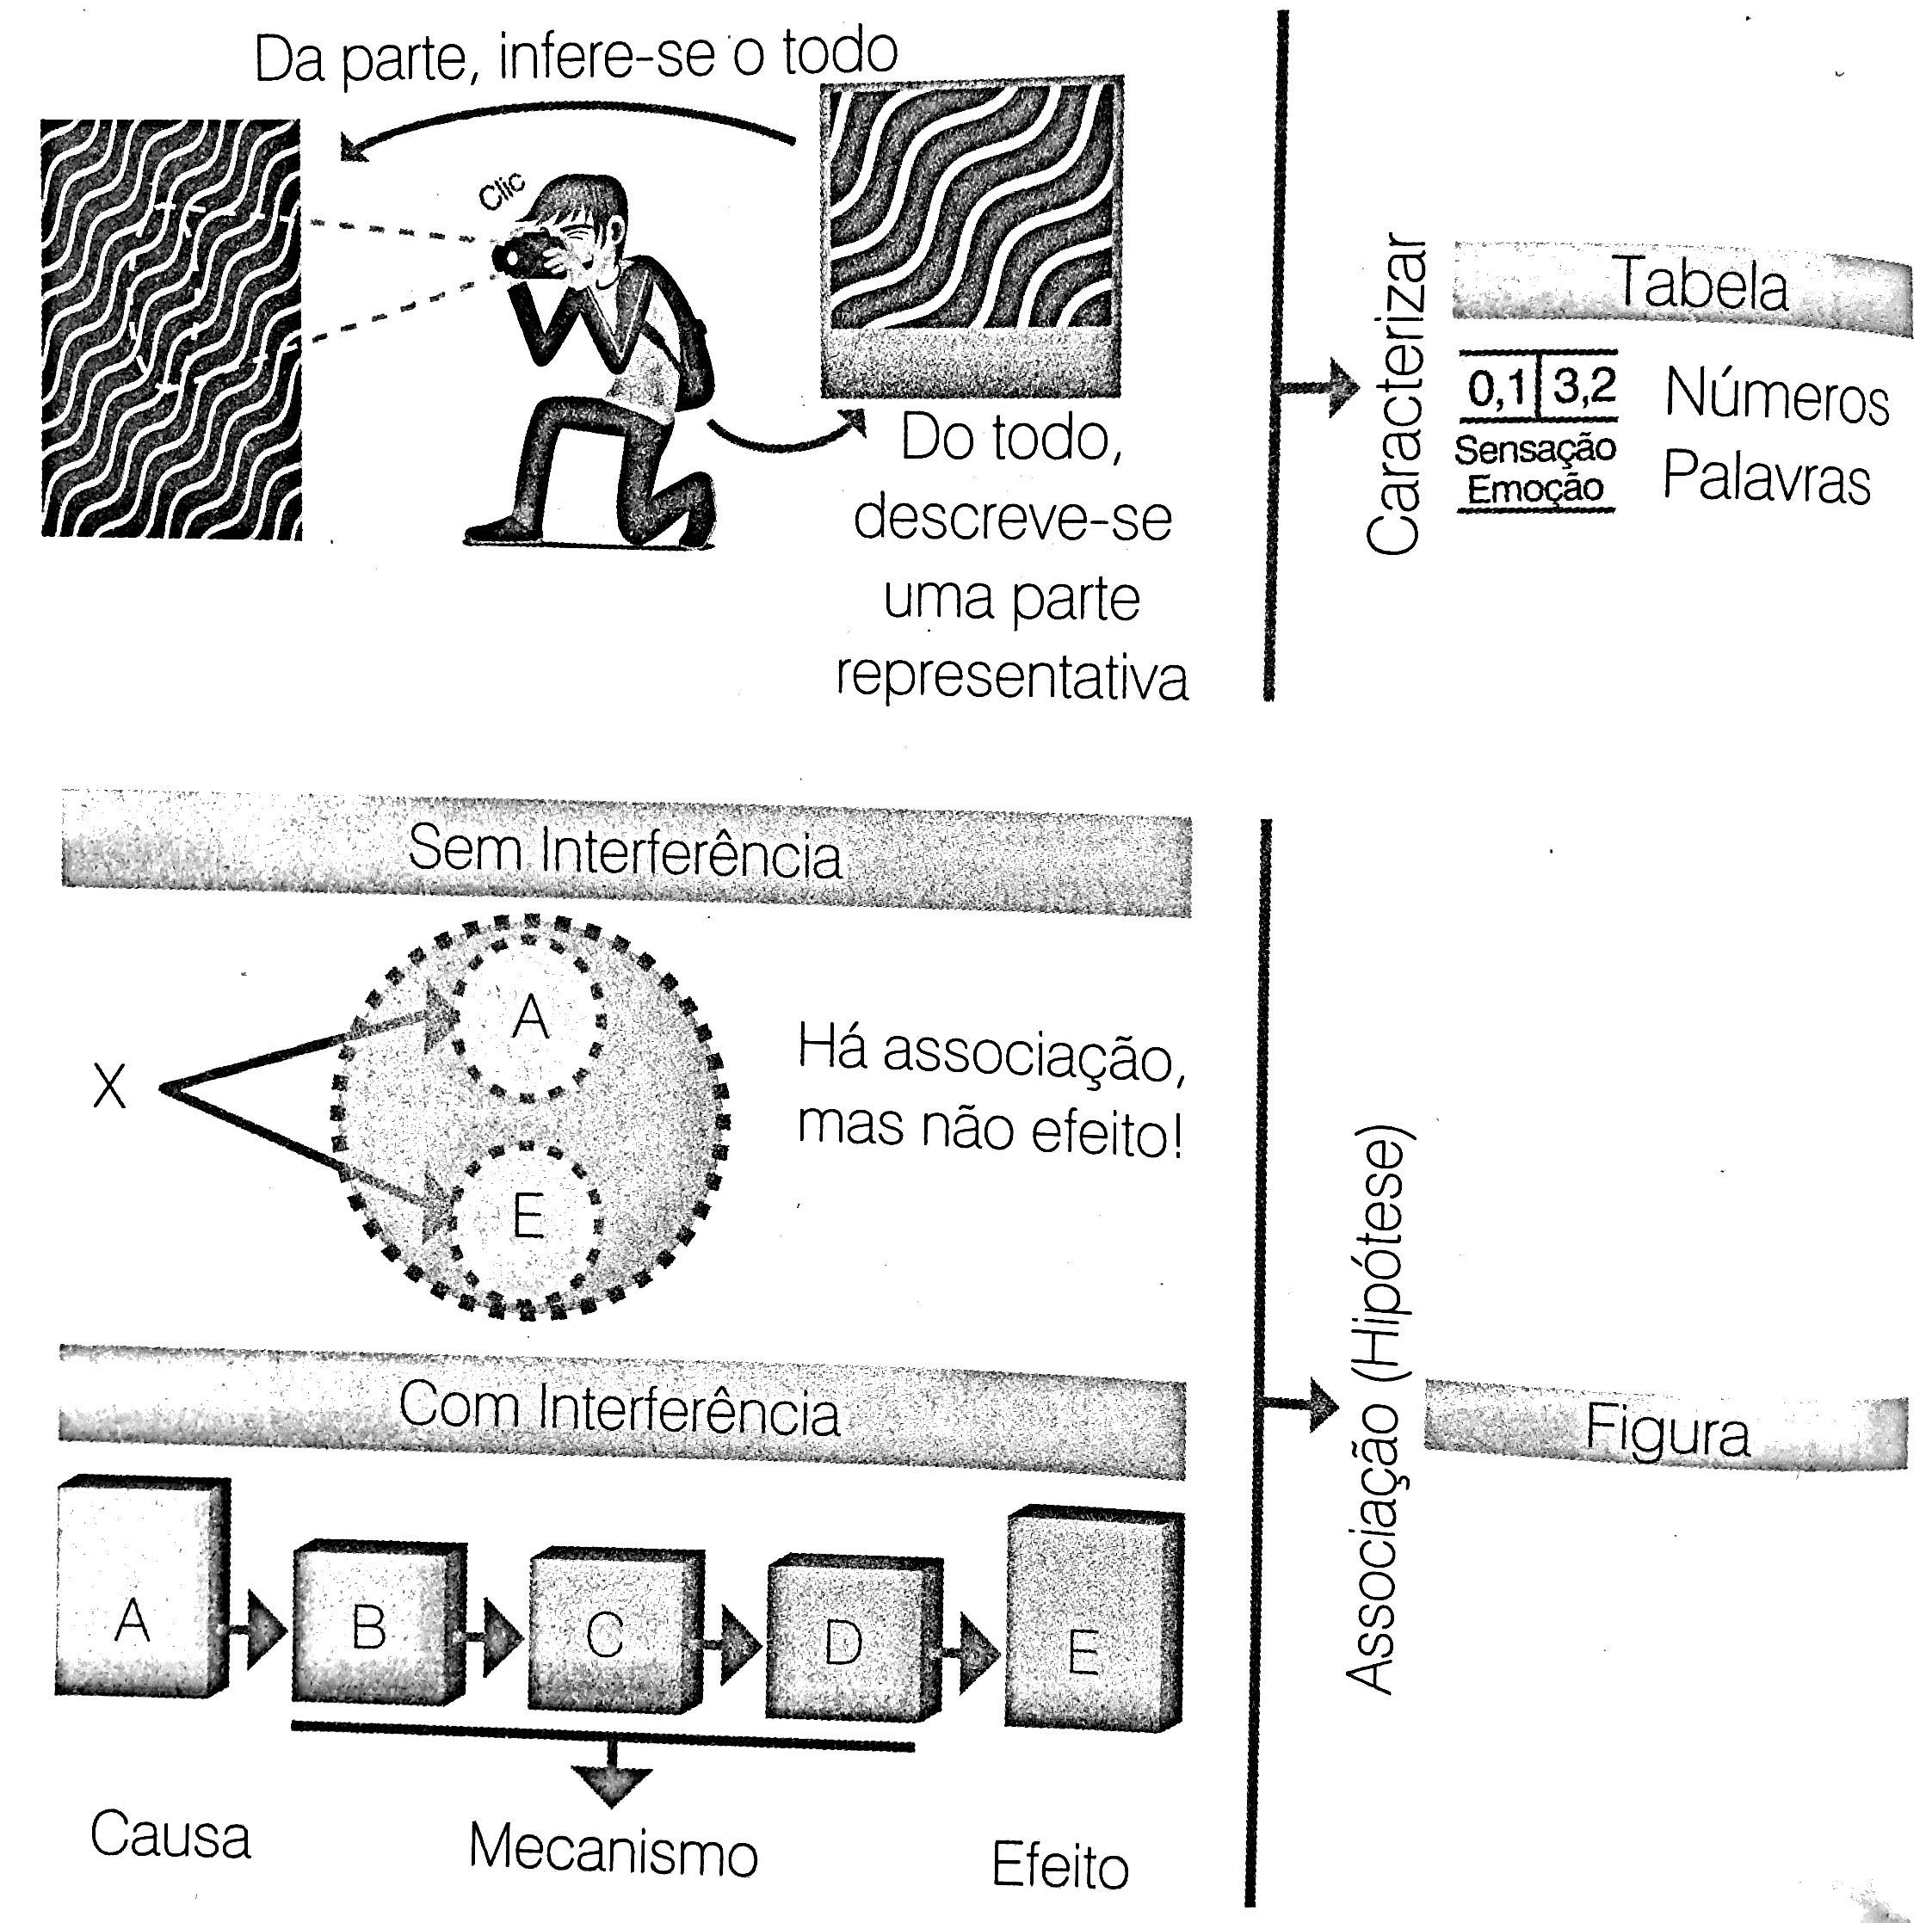 Da parte, infere-se o todo
Clic
Do todo,
descreve-se
uma parte
representativa
Caracterizar
Tabela
0,1 3,2
Números
Sensação
Emoção
Palavras
Sem Interferência
X
A
E
Há associação,
mas não efeito!
Com Interferência
A
B
C
D
E
Causa
Mecanismo
Efeito
Associação (Hipótese)
Figura